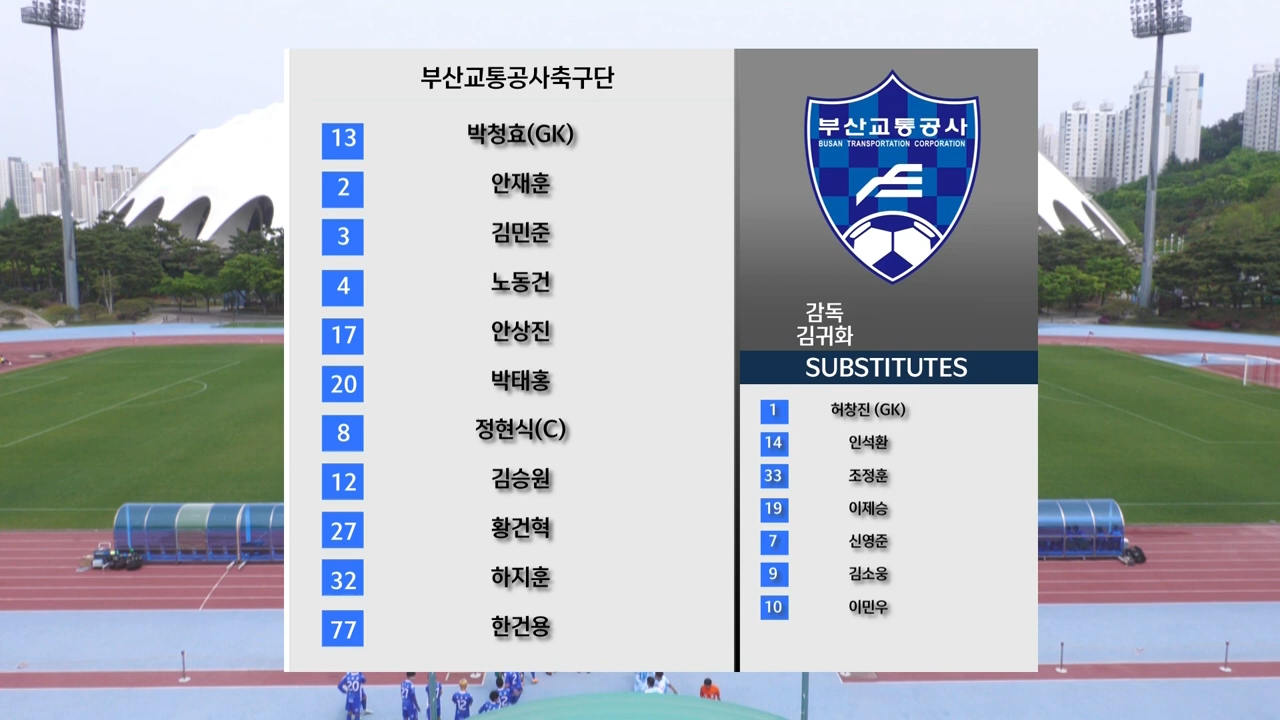 부산교통공사축구단
13 박청효(GK)
2 안재훈
3 김민준
4 노동건
17 안상진
20 박태홍
8 정현식(C)
12 김승원
27 황건혁
32 하지훈
77 한건용
부산교통공사
BUSAN TRANSPORTATION CORPORATION
감독
김귀화
SUBSTITUTES
1 허창진 (GK)
14 인석환
33 조정훈
19 이제승
7 신영준
9 김소웅
10 이민우
20
12